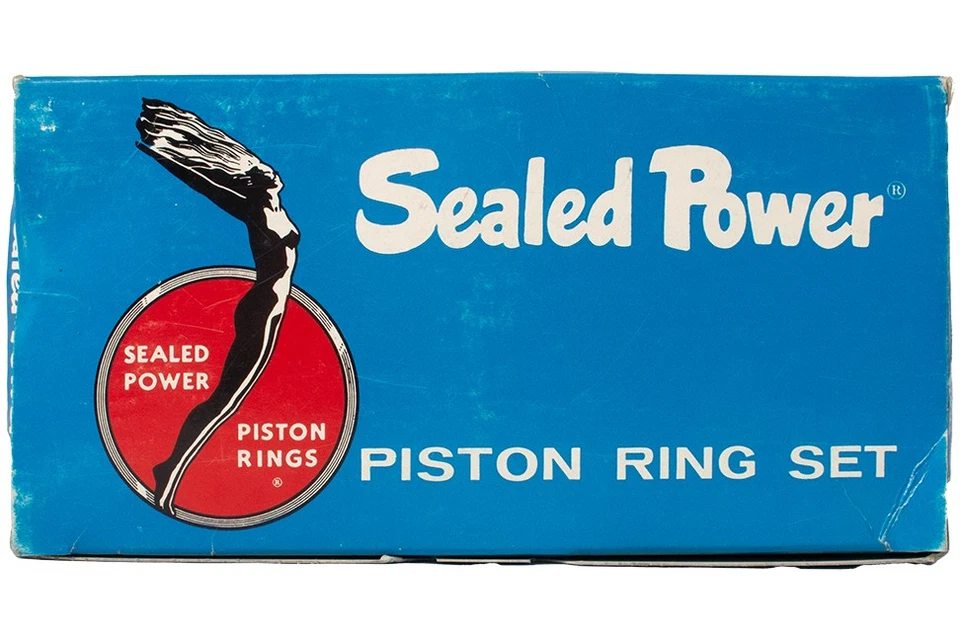 Sealed Power®
SEALED
POWER
PISTON
RINGS
®
PISTON RING SET